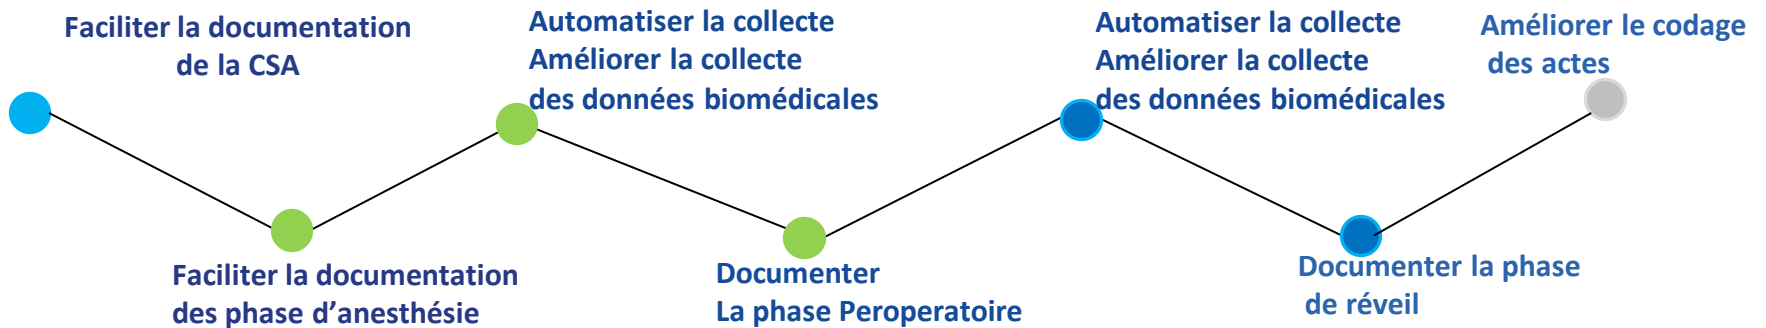 Faciliter la documentation
de la CSA
Faciliter la documentation
des phase d’anesthésie
Automatiser la collecte
Améliorer la collecte
des données biomédicales
Documenter
La phase Peroperatoire
Automatiser la collecte
Améliorer la collecte
des données biomédicales
Documenter la phase
de réveil
Améliorer le codage
des actes